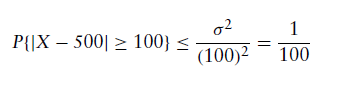 P{|X − 500| ≥ 100} ≤ σ²/(100)² = 1/100